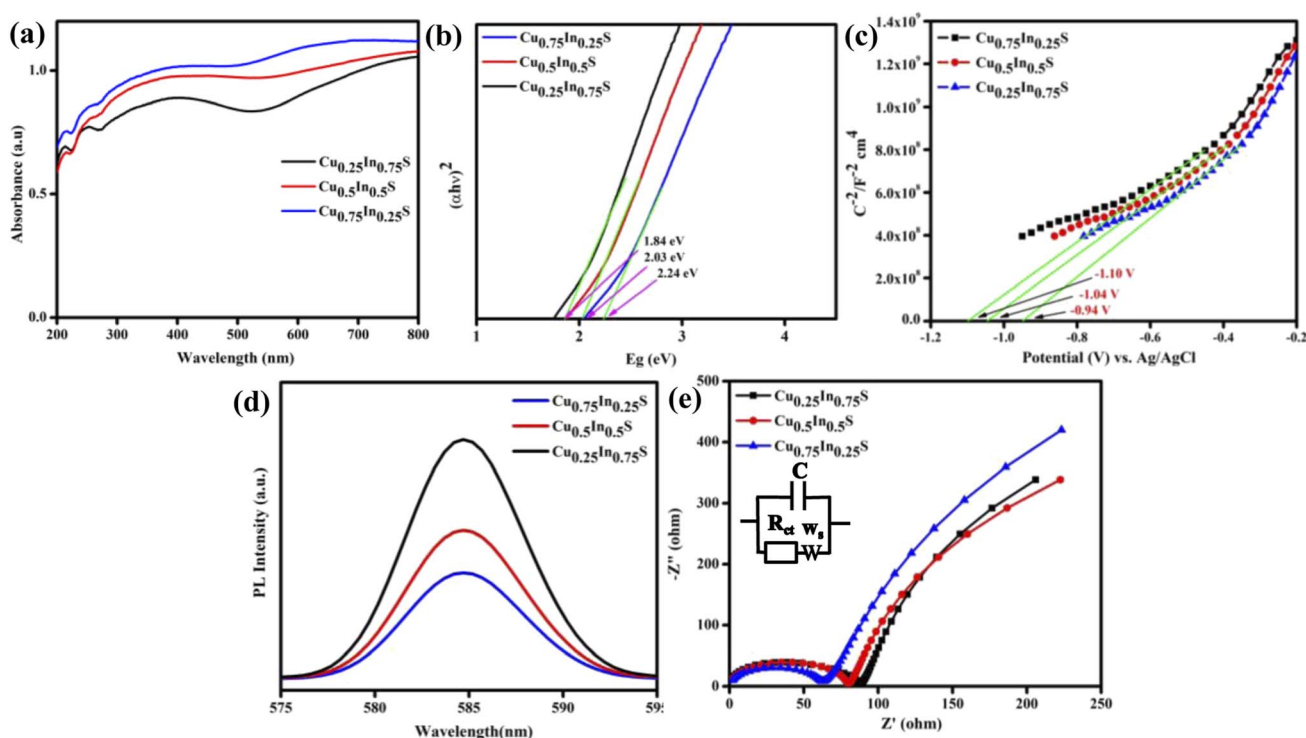 (a)
Absorbance (a.u)
1.0
0.5
0.0
200 300 400 500 600 700 800
Wavelength (nm)
Cu0.25In0.75S
Cu0.5In0.5S
Cu0.75In0.25S
(b)
(αhν)2
Cu0.75In0.25S
Cu0.5In0.5S
Cu0.25In0.75S
1.84 eV
2.03 eV
2.24 eV
1 2 3 4
Eg (eV)
(c)
C-2/F-2 cm4
1.4x109
1.2x109
1.0x109
8.0x108
6.0x108
4.0x108
2.0x108
0.0
Cu0.75In0.25S
Cu0.5In0.5S
Cu0.25In0.75S
-1.10 V
-1.04 V
-0.94 V
-1.2 -1.0 -0.8 -0.6 -0.4 -0.2
Potential (V) vs. Ag/AgCl
(d)
PL Intensity (a.u.)
Cu0.75In0.25S
Cu0.5In0.5S
Cu0.25In0.75S
575 580 585 590 595
Wavelength(nm)
(e)
-Z" (ohm)
500
400
300
200
100
0
Cu0.25In0.75S
Cu0.5In0.5S
Cu0.75In0.25S
C
Rct ws
W
0 50 100 150 200 250
Z' (ohm)